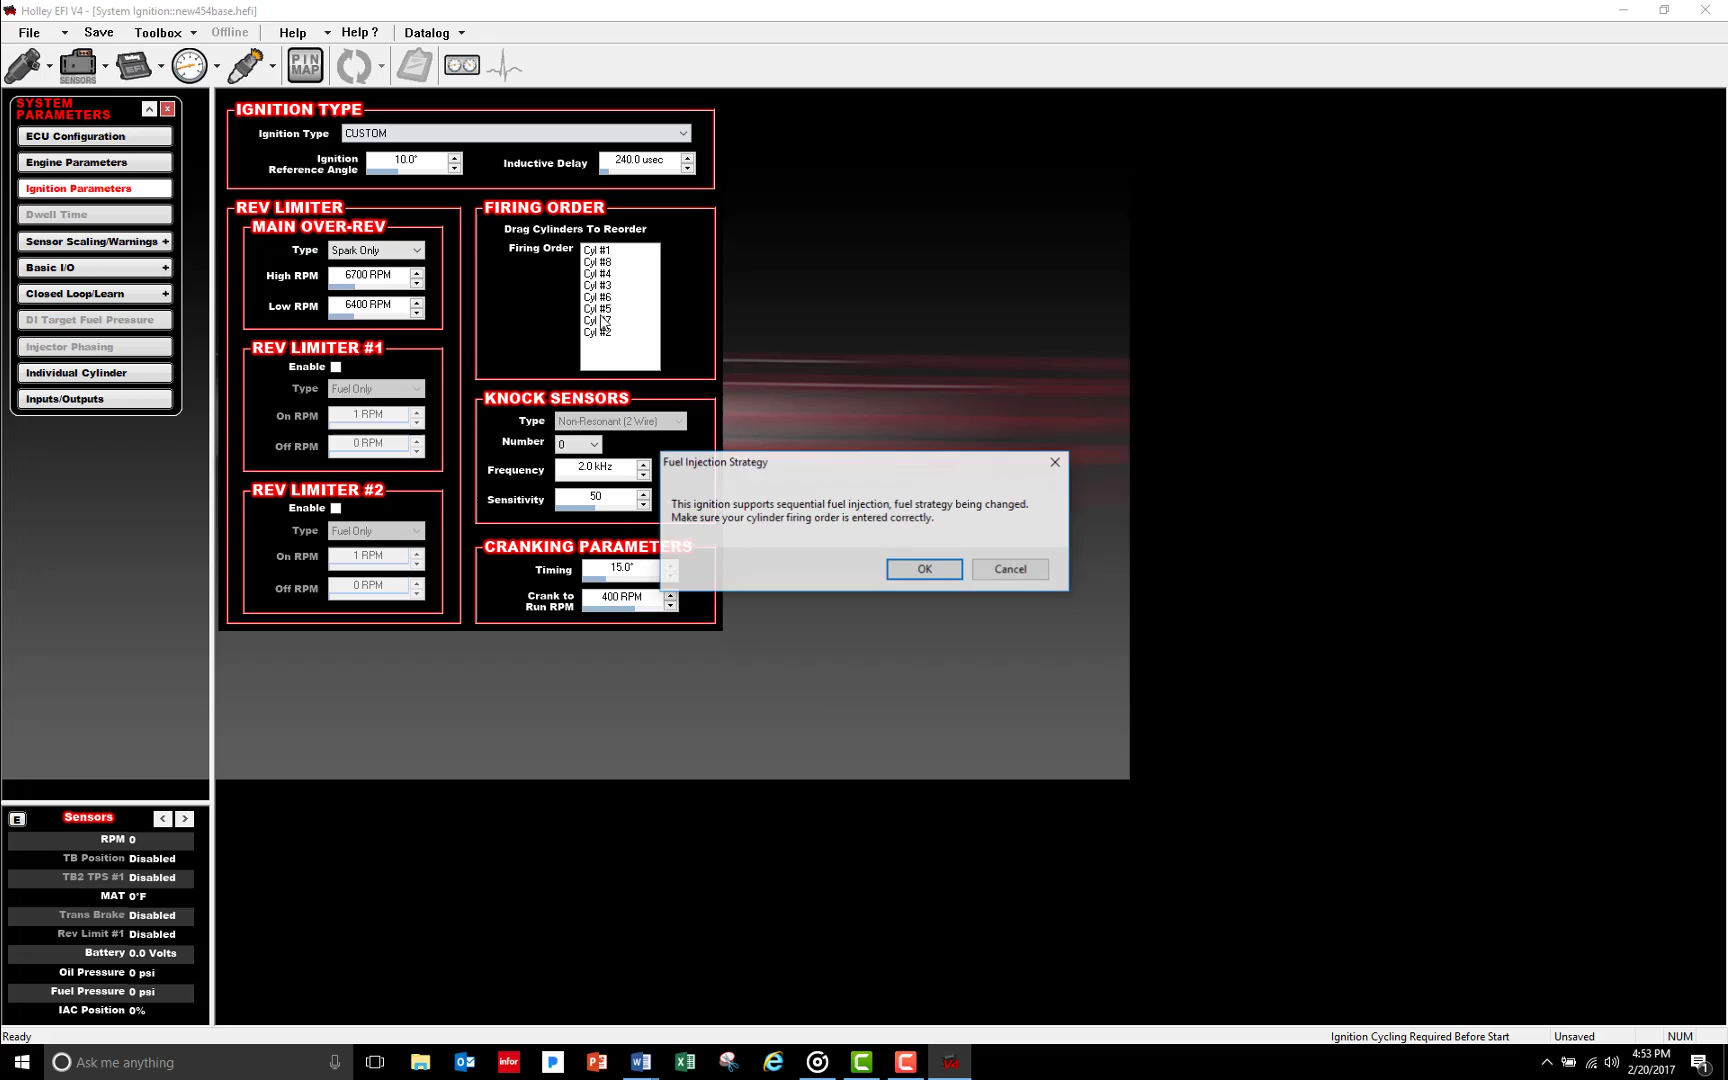 Holley EFI V4 - [System Ignition::new454base.hefi]
File Save Toolbox Offline Help Help ? Datalog
SENSORS EFI PIN MAP
SYSTEM
PARAMETERS
ECU Configuration
Engine Parameters
Ignition Parameters
Dwell Time
Sensor Scaling/Warnings +
Basic I/O +
Closed Loop/Learn +
DI Target Fuel Pressure
Injector Phasing
Individual Cylinder
Inputs/Outputs
IGNITION TYPE
Ignition Type CUSTOM
Ignition
Reference Angle 10.0° Inductive Delay 240.0 usec
REV LIMITER
MAIN OVER-REV
Type Spark Only
High RPM 6700 RPM
Low RPM 6400 RPM
REV LIMITER #1
Enable
Type Fuel Only
On RPM 1 RPM
Off RPM 0 RPM
REV LIMITER #2
Enable
Type Fuel Only
On RPM 1 RPM
Off RPM 0 RPM
FIRING ORDER
Drag Cylinders To Reorder
Firing Order
Cyl #1
Cyl #8
Cyl #4
Cyl #3
Cyl #6
Cyl #5
Cyl #7
Cyl #2
KNOCK SENSORS
Type Non-Resonant (2 Wire)
Number 0
Frequency 2.0 kHz
Sensitivity 50
CRANKING PARAMETERS
Timing 15.0°
Crank to
Run RPM 400 RPM
Fuel Injection Strategy
This ignition supports sequential fuel injection, fuel strategy being changed.
Make sure your cylinder firing order is entered correctly.
OK Cancel
E Sensors < >
RPM 0
TB Position Disabled
TB2 TPS #1 Disabled
MAT 0°F
Trans Brake Disabled
Rev Limit #1 Disabled
Battery 0.0 Volts
Oil Pressure 0 psi
Fuel Pressure 0 psi
IAC Position 0%
Ready Ignition Cycling Required Before Start Unsaved NUM
Ask me anything
infor
4:53 PM
2/20/2017